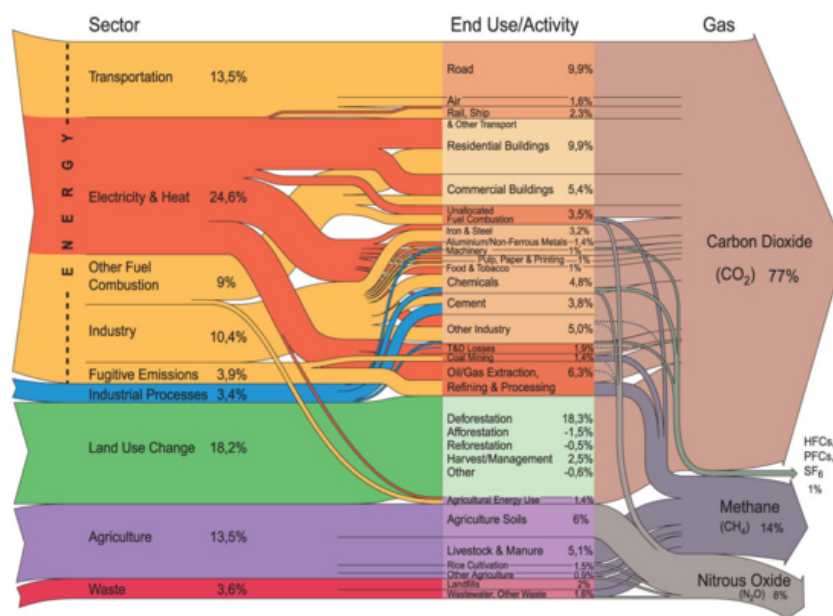 Sector
End Use/Activity
Gas
ENERGY
Transportation 13,5%
Electricity & Heat 24,6%
Other Fuel
Combustion 9%
Industry 10,4%
Fugitive Emissions 3,9%
Industrial Processes 3,4%
Land Use Change 18,2%
Agriculture 13,5%
Waste 3,6%
Road 9,9%
Air 1,6%
Rail, Ship 2,3%
& Other Transport
Residential Buildings 9,9%
Commercial Buildings 5,4%
Unallocated
Fuel Combustion 3,5%
Iron & Steel 3,2%
Aluminium/Non-Ferrous Metals 1,4%
Machinery 1%
Pulp, Paper & Printing 1%
Food & Tobacco 1%
Chemicals 4,8%
Cement 3,8%
Other Industry 5,0%
T&D Losses 1,9%
Coal Mining 1,4%
Oil/Gas Extraction, 6,3%
Refining & Processing
Deforestation 18,3%
Afforestation -1,5%
Reforestation -0,5%
Harvest/Management 2,5%
Other -0,6%
Agricultural Energy Use 1,4%
Agriculture Soils 6%
Livestock & Manure 5,1%
Rice Cultivation 1,5%
Other Agriculture 0,9%
Landfills 2%
Wastewater, Other Waste 1,6%
Carbon Dioxide
(CO₂) 77%
HFCs,
PFCs,
SF₆
1%
Methane
(CH₄) 14%
Nitrous Oxide
(N₂O) 8%